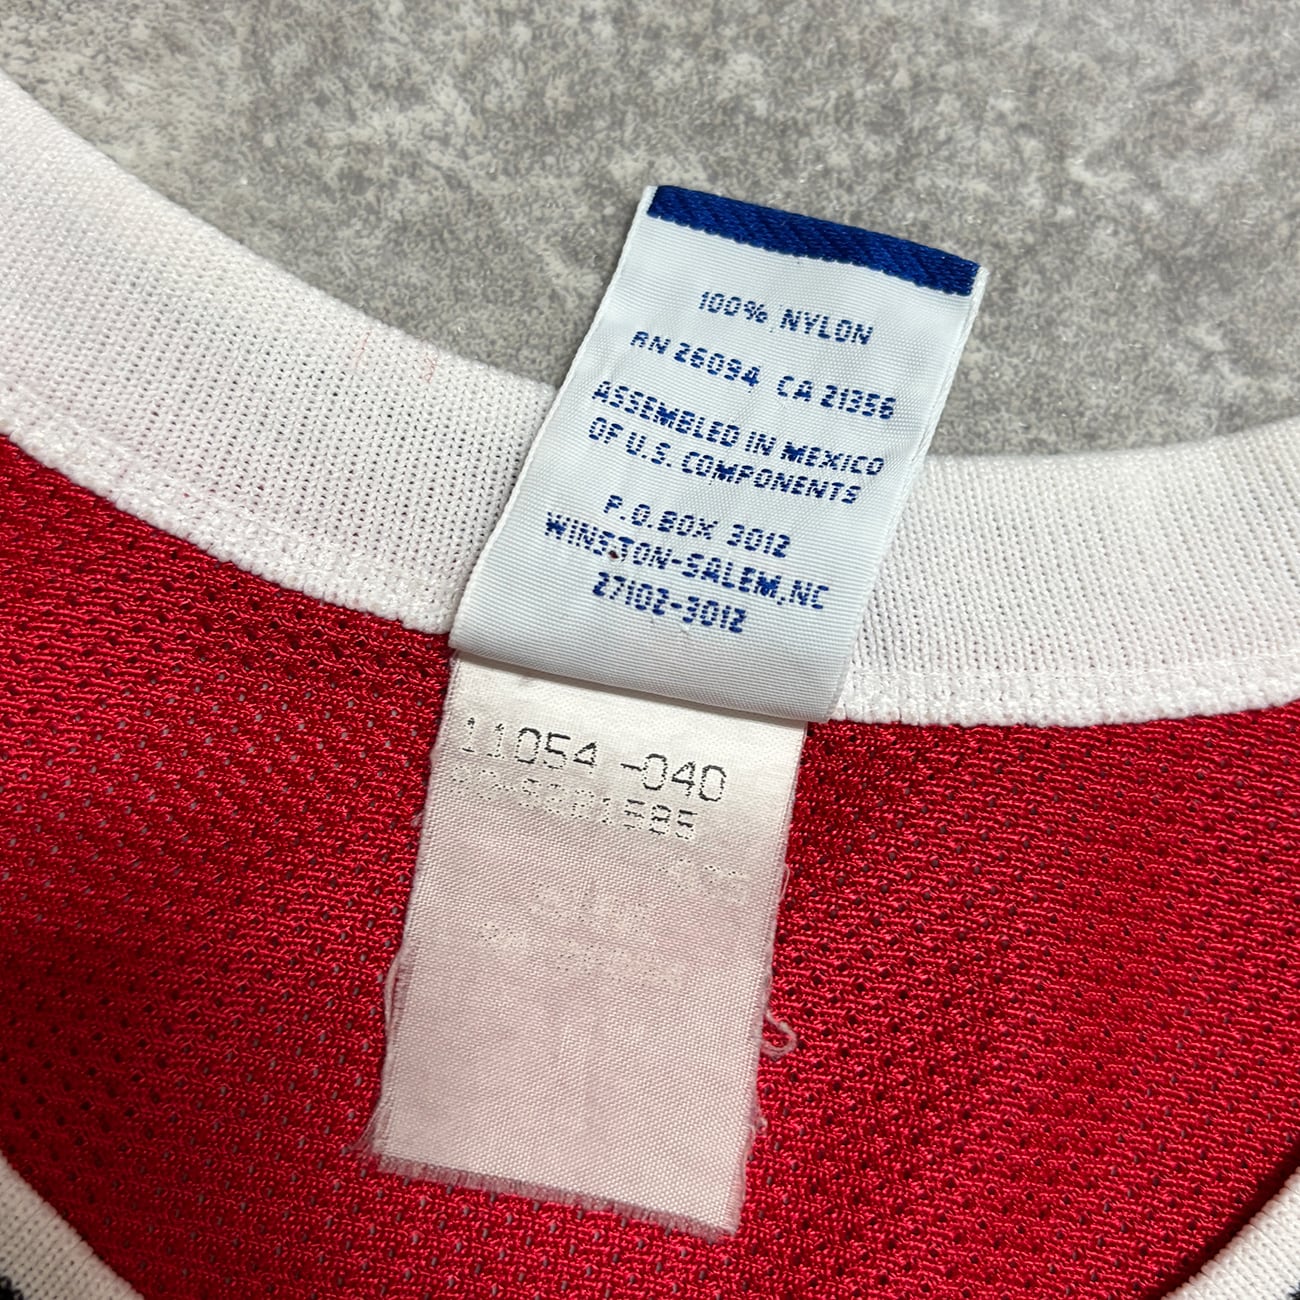 100% NYLON
RN 26094 CA 21356
ASSEMBLED IN MEXICO
OF U.S. COMPONENTS
P.O.BOX 3012
WINSTON-SALEM,NC
27102-3012
11054 -040